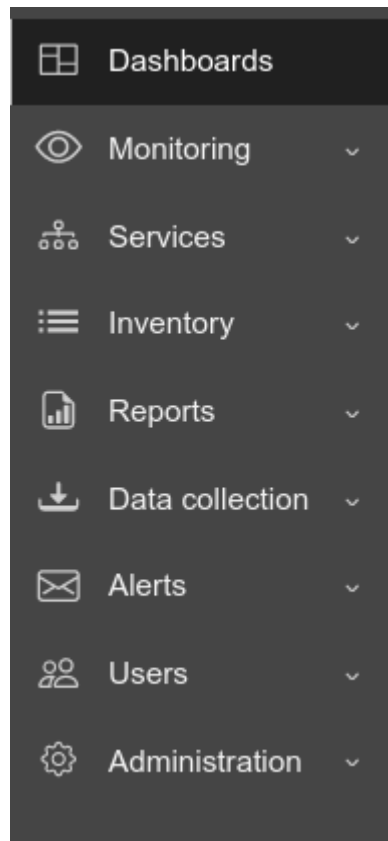 Dashboards
Monitoring
Services
Inventory
Reports
Data collection
Alerts
Users
Administration